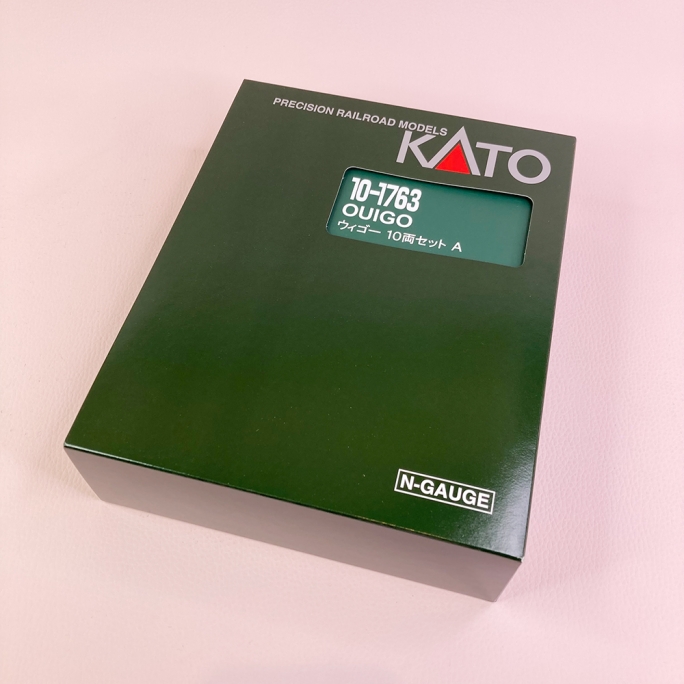 PRECISION RAILROAD MODELS
KATO
10-1763
OUIGO
ウィゴー 10両セット A
N-GAUGE